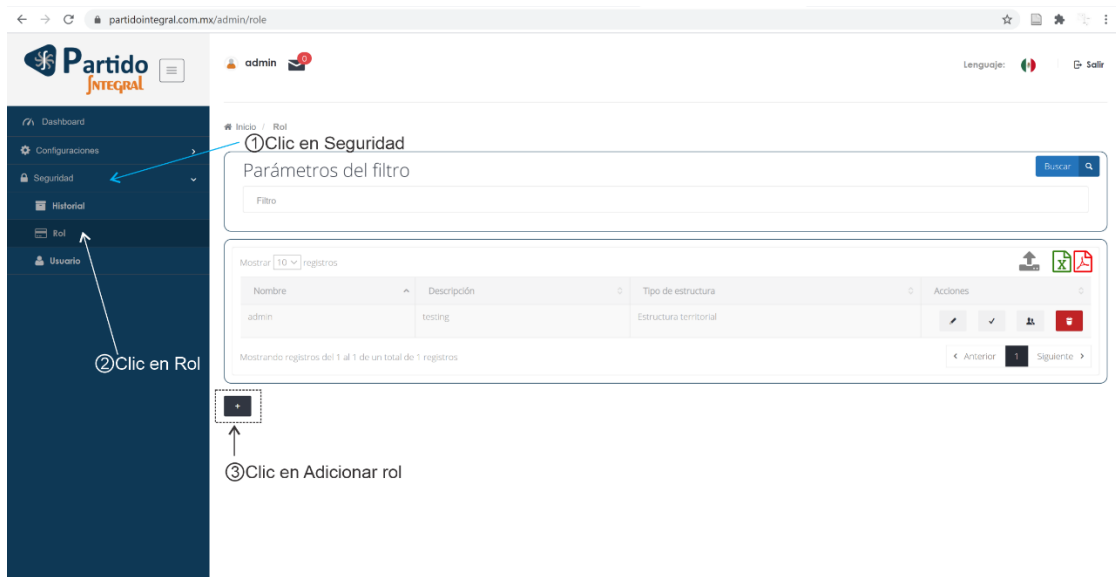 partidointegral.com.mx/admin/role
Partido
INTEGRAL
admin
0
Lenguaje:
Salir
Dashboard
Configuraciones
Seguridad
Historial
Rol
Usuario
Inicio / Rol
①Clic en Seguridad
Parámetros del filtro
Buscar
Filtro
Mostrar 10 registros
Nombre Descripción Tipo de estructura Acciones
admin testing Estructura territorial
Mostrando registros del 1 al 1 de un total de 1 registros
Anterior 1 Siguiente
②Clic en Rol
+
③Clic en Adicionar rol